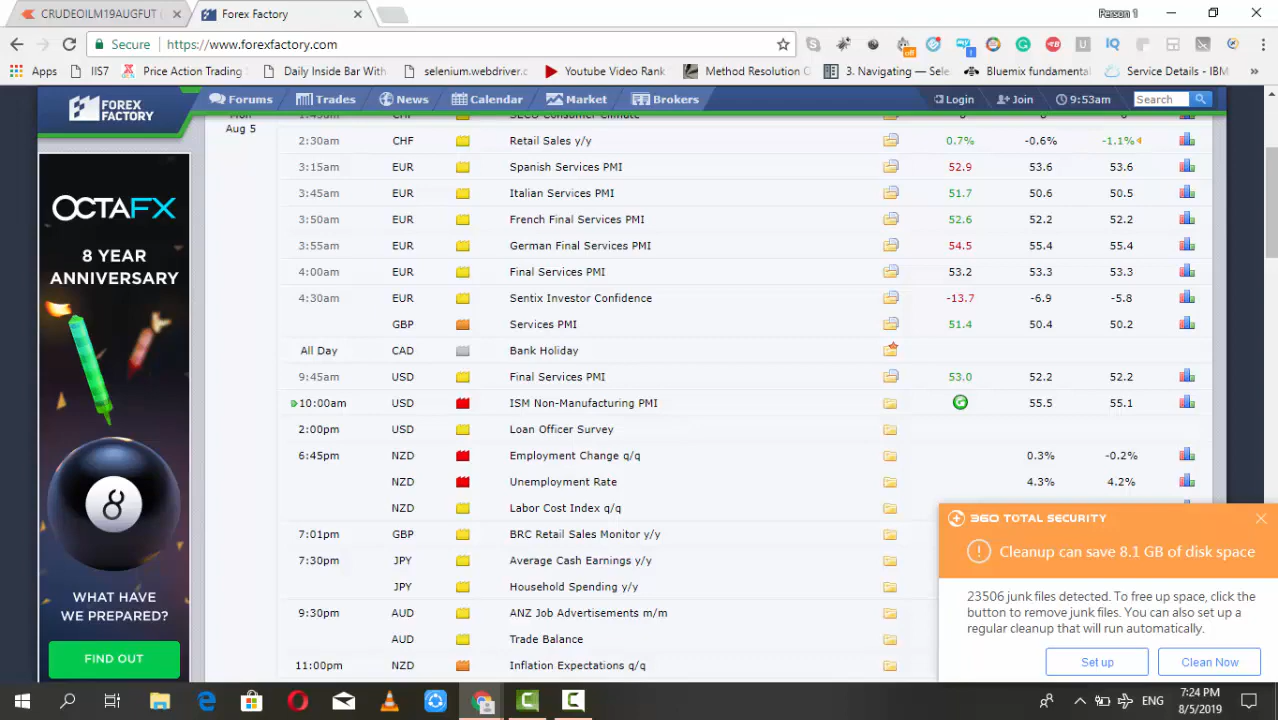 CRUDEOILM19AUGFUT
Forex Factory
Person 1
Secure
https://www.forexfactory.com
off
IQ
Apps
IIS7
Price Action Trading
Daily Inside Bar With
selenium.webdriver.c
Youtube Video Rank
Method Resolution
3. Navigating — Sele
Bluemix fundamental
Service Details - IBM
FOREX FACTORY
Forums
Trades
News
Calendar
Market
Brokers
Login
Join
9:53am
Search
Aug 5
2:30am CHF Retail Sales y/y 0.7% -0.6% -1.1%
3:15am EUR Spanish Services PMI 52.9 53.6 53.6
3:45am EUR Italian Services PMI 51.7 50.6 50.5
3:50am EUR French Final Services PMI 52.6 52.2 52.2
3:55am EUR German Final Services PMI 54.5 55.4 55.4
4:00am EUR Final Services PMI 53.2 53.3 53.3
4:30am EUR Sentix Investor Confidence -13.7 -6.9 -5.8
GBP Services PMI 51.4 50.4 50.2
All Day CAD Bank Holiday
9:45am USD Final Services PMI 53.0 52.2 52.2
10:00am USD ISM Non-Manufacturing PMI 55.5 55.1
2:00pm USD Loan Officer Survey
6:45pm NZD Employment Change q/q 0.3% -0.2%
NZD Unemployment Rate 4.3% 4.2%
NZD Labor Cost Index q/q
7:01pm GBP BRC Retail Sales Monitor y/y
7:30pm JPY Average Cash Earnings y/y
JPY Household Spending y/y
9:30pm AUD ANZ Job Advertisements m/m
AUD Trade Balance
11:00pm NZD Inflation Expectations q/q
OCTAFX
8 YEAR
ANNIVERSARY
8
WHAT HAVE
WE PREPARED?
FIND OUT
360 TOTAL SECURITY
Cleanup can save 8.1 GB of disk space
23506 junk files detected. To free up space, click the
button to remove junk files. You can also set up a
regular cleanup that will run automatically.
Set up
Clean Now
ENG
7:24 PM
8/5/2019